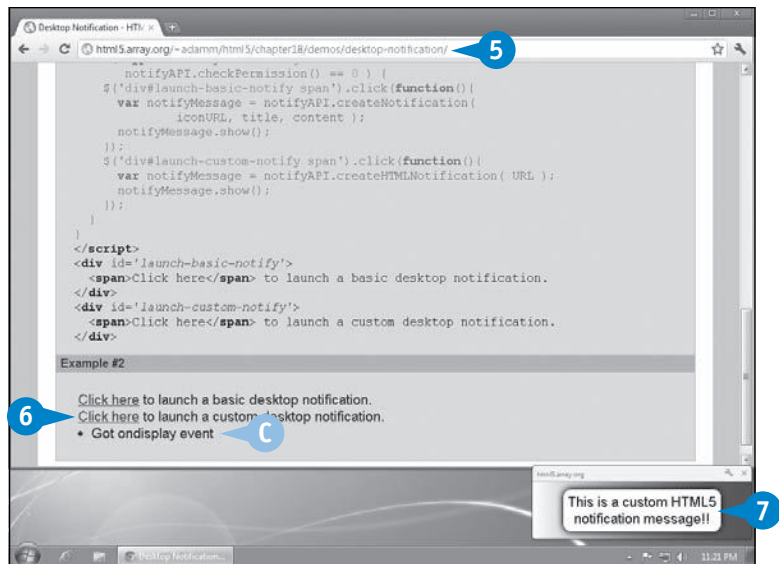 Desktop Notification - HTM ×
html5.array.org/~adamm/html5/chapter18/demos/desktop-notification/
5
notifyAPI.checkPermission() == 0 ) {
$('div#launch-basic-notify span').click(function(){
var notifyMessage = notifyAPI.createNotification(
iconURL, title, content );
notifyMessage.show();
});
$('div#launch-custom-notify span').click(function(){
var notifyMessage = notifyAPI.createHTMLNotification( URL );
notifyMessage.show();
});
}
}
</script>
<div id='launch-basic-notify'>
<span>Click here</span> to launch a basic desktop notification.
</div>
<div id='launch-custom-notify'>
<span>Click here</span> to launch a custom desktop notification.
</div>
Example #2
Click here to launch a basic desktop notification.
6
Click here to launch a custom desktop notification.
• Got ondisplay event
C
html5.array.org
This is a custom HTML5
notification message!!
7
Desktop Notification...
11:21 PM